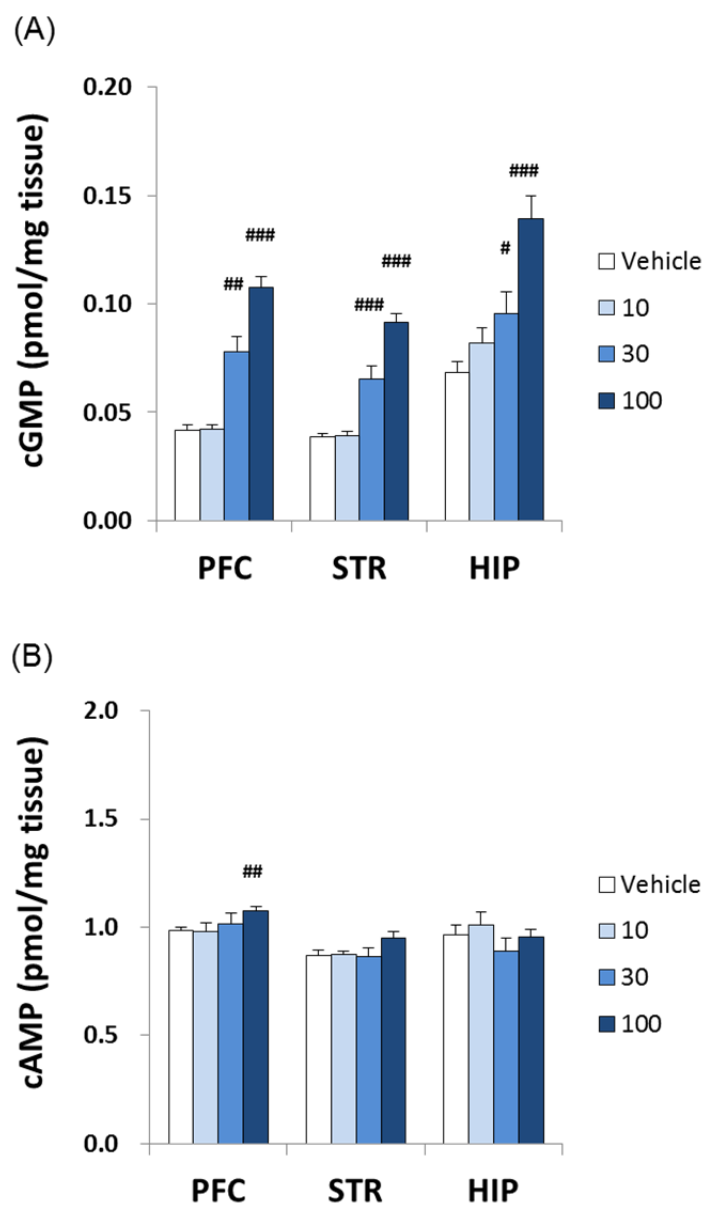 (A)
cGMP (pmol/mg tissue)
0.20
0.15
0.10
0.05
0.00
##
###
###
###
#
###
PFC
STR
HIP
Vehicle
10
30
100
(B)
cAMP (pmol/mg tissue)
2.0
1.5
1.0
0.5
0.0
##
PFC
STR
HIP
Vehicle
10
30
100